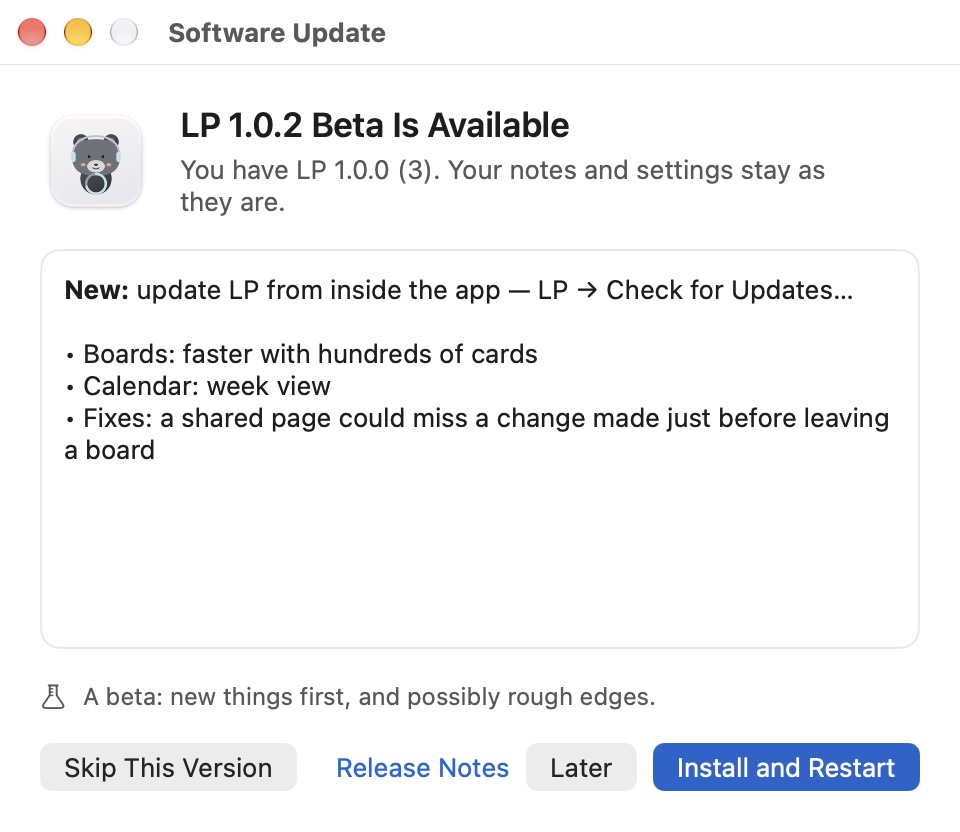 Software Update
LP 1.0.2 Beta Is Available
You have LP 1.0.0 (3). Your notes and settings stay as
they are.
New: update LP from inside the app — LP → Check for Updates…
• Boards: faster with hundreds of cards
• Calendar: week view
• Fixes: a shared page could miss a change made just before leaving
a board
A beta: new things first, and possibly rough edges.
Skip This Version
Release Notes
Later
Install and Restart